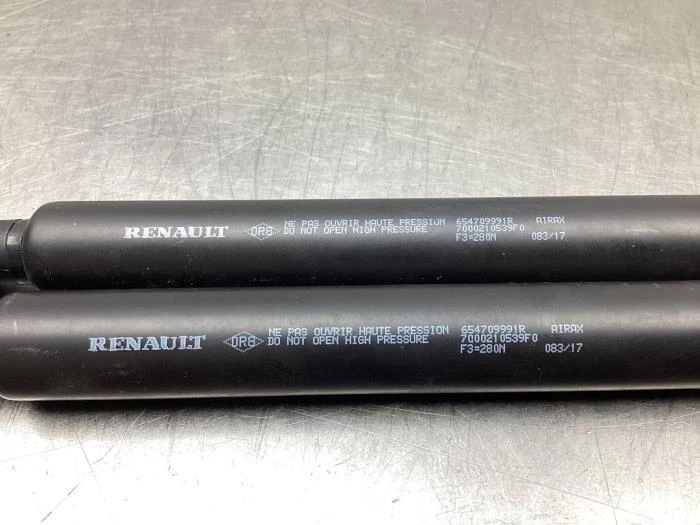 RENAULT DR8 NE PAS OUVRIR HAUTE PRESSION 654709991R AIRAX
DO NOT OPEN HIGH PRESSURE 7000210539F0
F3=280N 083/17
RENAULT DR8 NE PAS OUVRIR HAUTE PRESSION 654709991R AIRAX
DO NOT OPEN HIGH PRESSURE 7000210539F0
F3=280N 083/17